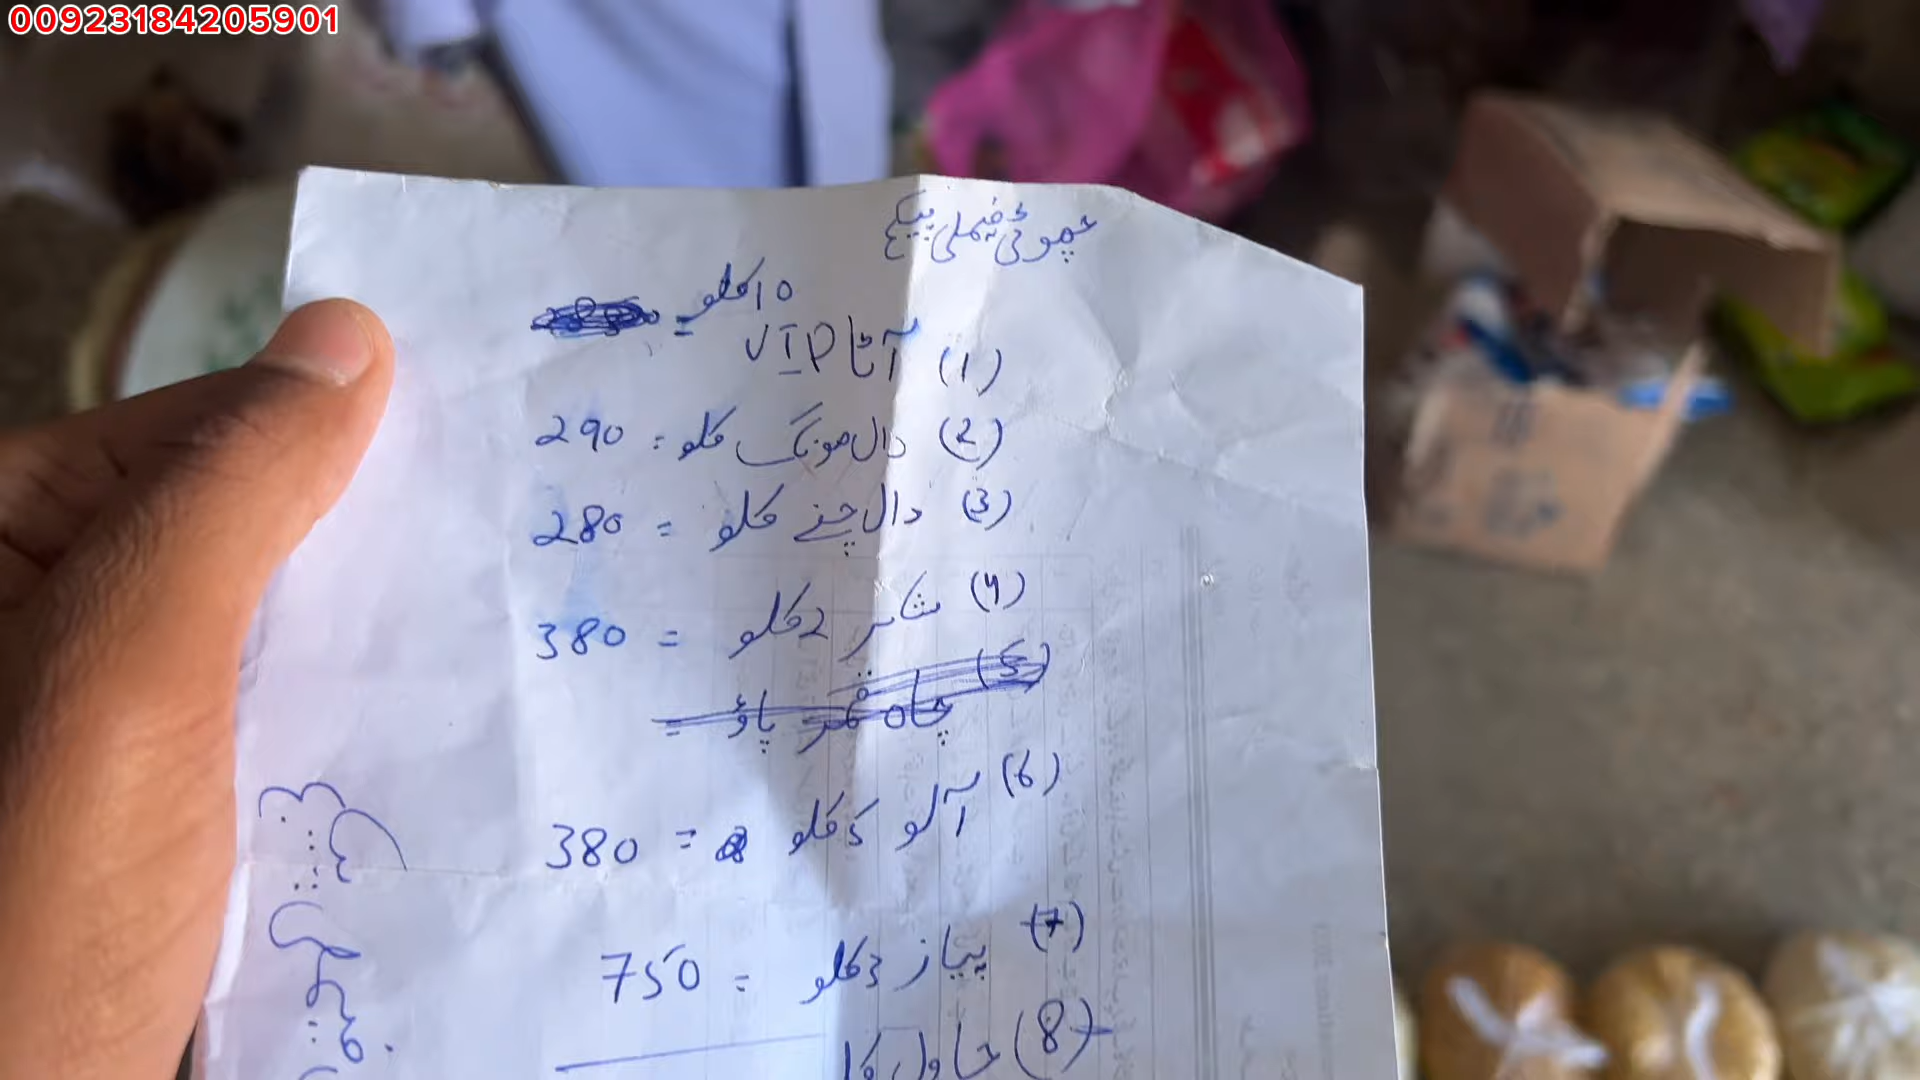 00923184205901
چھوٹی فیملی پیکج
10 کلو =
(1) آٹا VIP
(2) دال مونگ کلو = 290
(3) دال چنے کلو = 280
(4) شکر 2 کلو = 380
(5) پاؤ =
(6) آلو 5 کلو = 380
(7) پیاز 3 کلو = 750
(8) چاول
فیملی